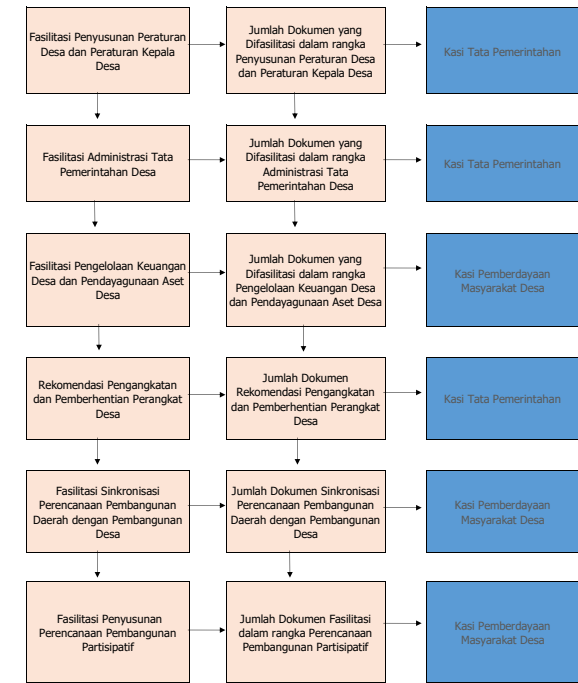 Fasilitasi Penyusunan Peraturan
Desa dan Peraturan Kepala
Desa
Jumlah Dokumen yang
Difasilitasi dalam rangka
Penyusunan Peraturan Desa
dan Peraturan Kepala Desa
Kasi Tata Pemerintahan
Fasilitasi Administrasi Tata
Pemerintahan Desa
Jumlah Dokumen yang
Difasilitasi dalam rangka
Administrasi Tata
Pemerintahan Desa
Kasi Tata Pemerintahan
Fasilitasi Pengelolaan Keuangan
Desa dan Pendayagunaan Aset
Desa
Jumlah Dokumen yang
Difasilitasi dalam rangka
Pengelolaan Keuangan Desa
dan Pendayagunaan Aset Desa
Kasi Pemberdayaan
Masyarakat Desa
Rekomendasi Pengangkatan
dan Pemberhentian Perangkat
Desa
Jumlah Dokumen
Rekomendasi Pengangkatan
dan Pemberhentian Perangkat
Desa
Kasi Tata Pemerintahan
Fasilitasi Sinkronisasi
Perencanaan Pembangunan
Daerah dengan Pembangunan
Desa
Jumlah Dokumen Sinkronisasi
Perencanaan Pembangunan
Daerah dengan Pembangunan
Desa
Kasi Pemberdayaan
Masyarakat Desa
Fasilitasi Penyusunan
Perencanaan Pembangunan
Partisipatif
Jumlah Dokumen Fasilitasi
dalam rangka Perencanaan
Pembangunan Partisipatif
Kasi Pemberdayaan
Masyarakat Desa